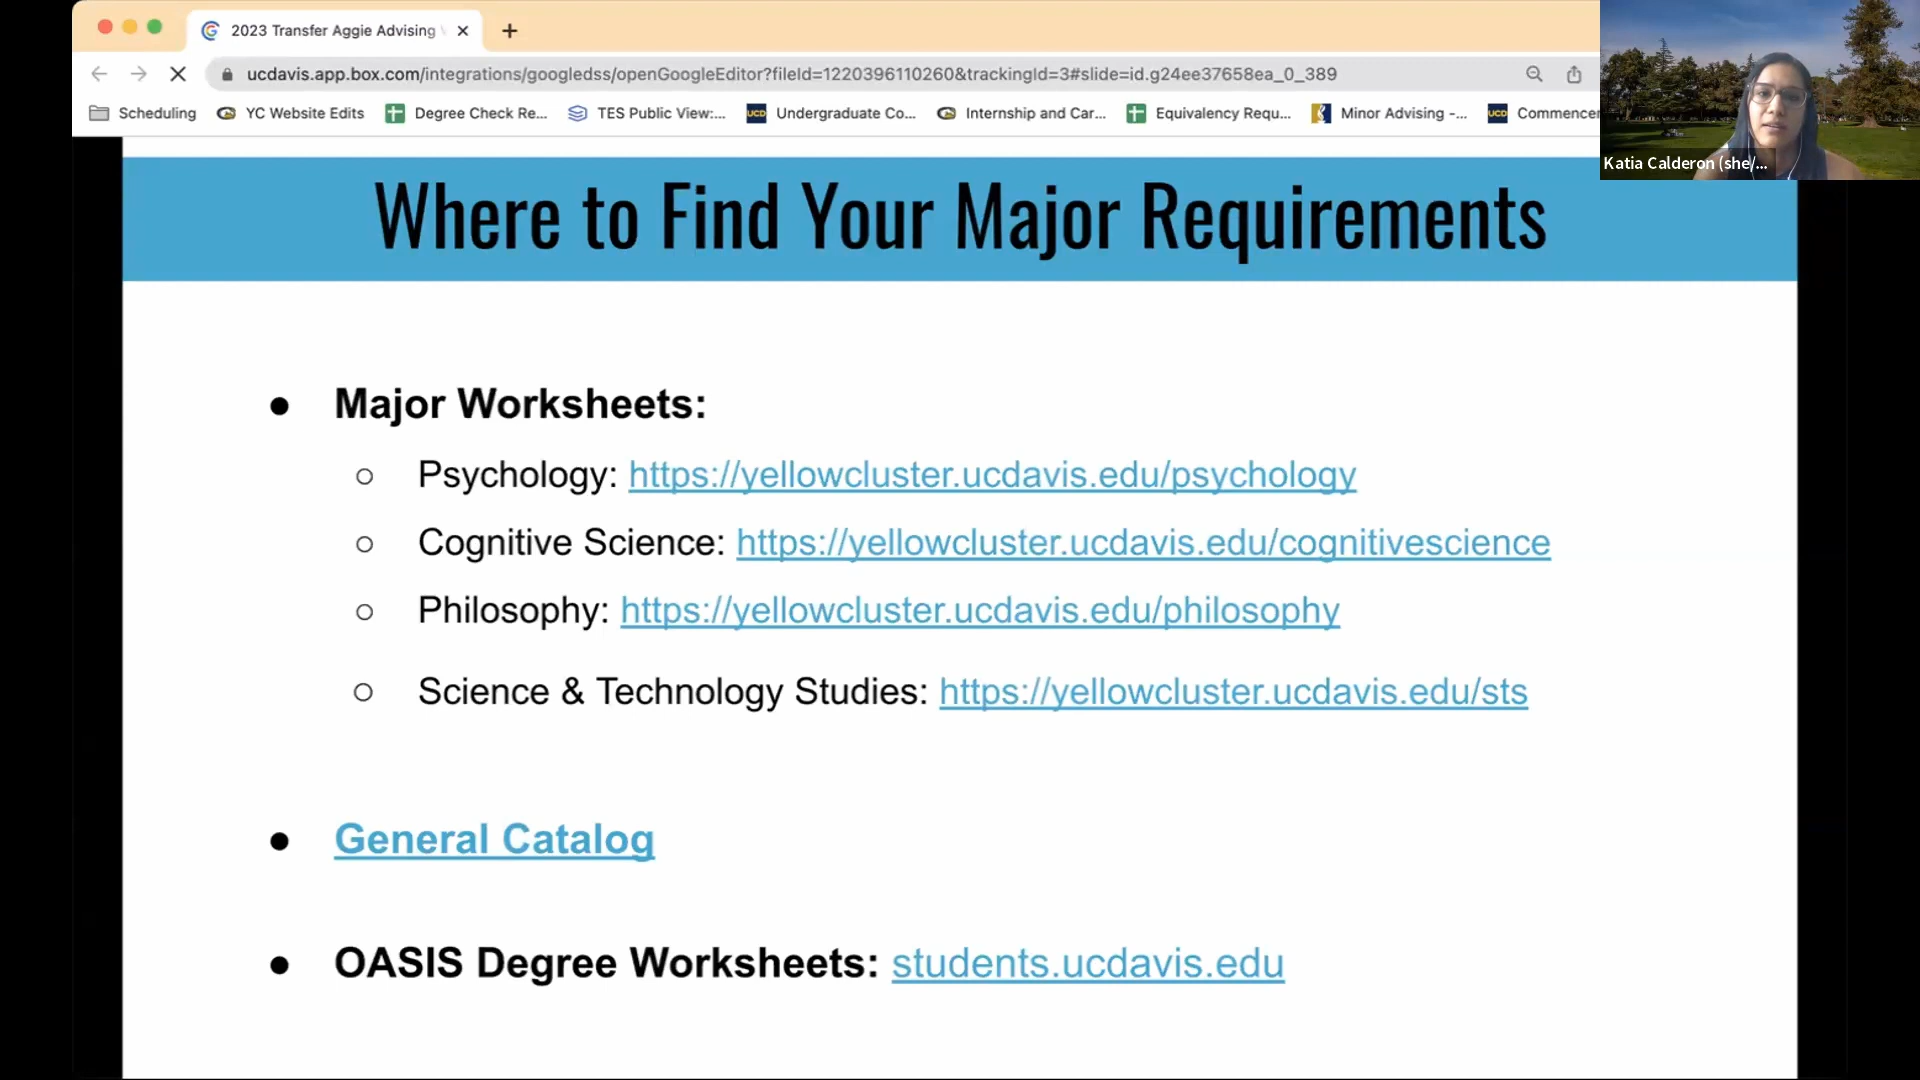 2023 Transfer Aggie Advising
ucdavis.app.box.com/integrations/googledss/openGoogleEditor?fileId=1220396110260&trackingId=3#slide=id.g24ee37658ea_0_389
Scheduling YC Website Edits Degree Check Re... TES Public View:... UCD Undergraduate Co... Internship and Car... Equivalency Requ... Minor Advising -... UCD Commencer
Katia Calderon (she/...
Where to Find Your Major Requirements
● Major Worksheets:
○ Psychology: https://yellowcluster.ucdavis.edu/psychology
○ Cognitive Science: https://yellowcluster.ucdavis.edu/cognitivescience
○ Philosophy: https://yellowcluster.ucdavis.edu/philosophy
○ Science & Technology Studies: https://yellowcluster.ucdavis.edu/sts
● General Catalog
● OASIS Degree Worksheets: students.ucdavis.edu